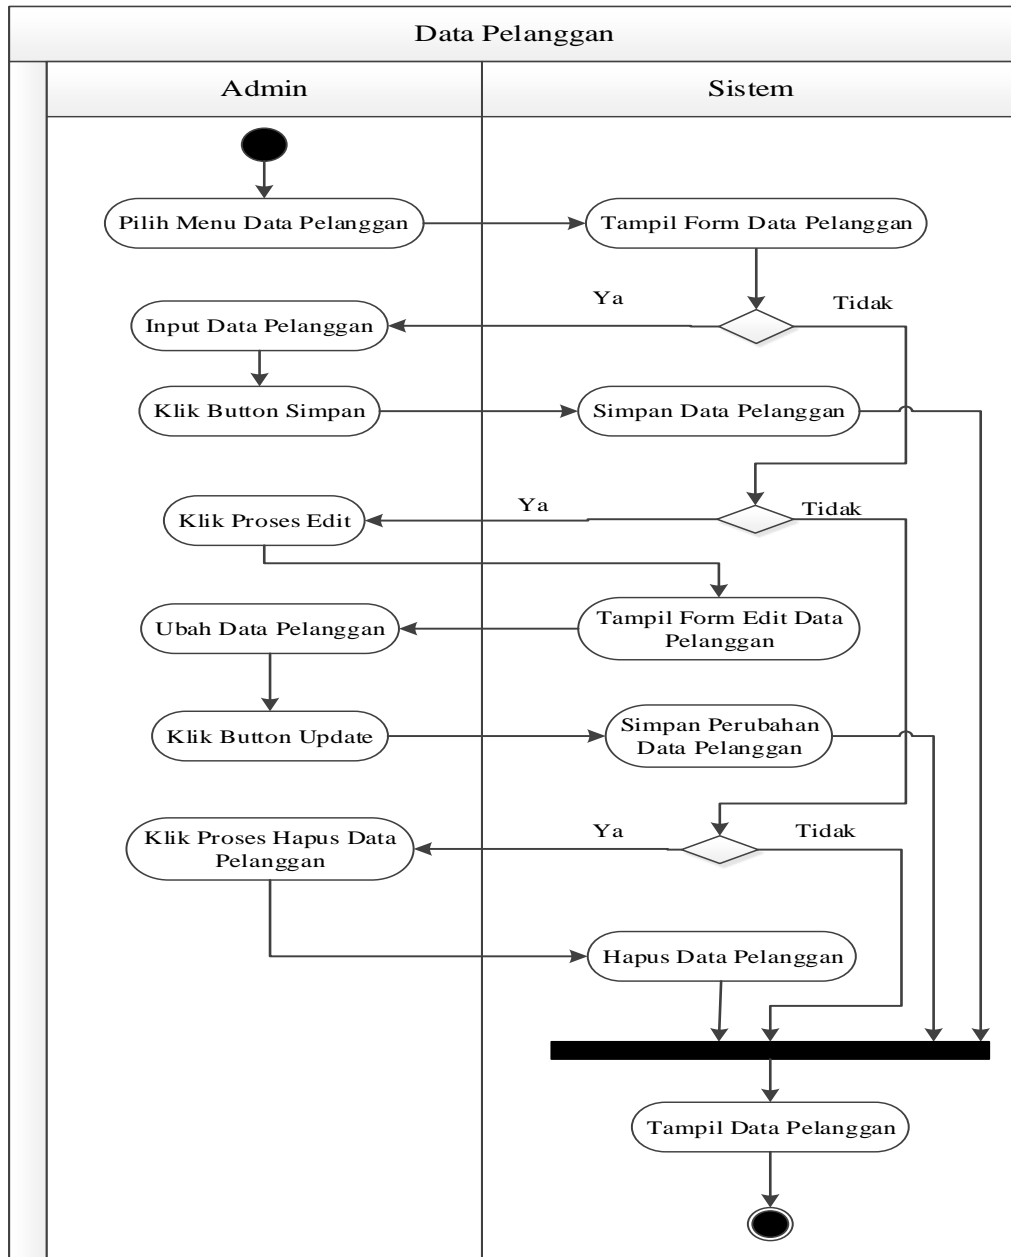 Data Pelanggan
Admin
Sistem
Pilih Menu Data Pelanggan
Tampil Form Data Pelanggan
Ya
Tidak
Input Data Pelanggan
Klik Button Simpan
Simpan Data Pelanggan
Ya
Tidak
Klik Proses Edit
Tampil Form Edit Data
Pelanggan
Ubah Data Pelanggan
Klik Button Update
Simpan Perubahan
Data Pelanggan
Ya
Tidak
Klik Proses Hapus Data
Pelanggan
Hapus Data Pelanggan
Tampil Data Pelanggan